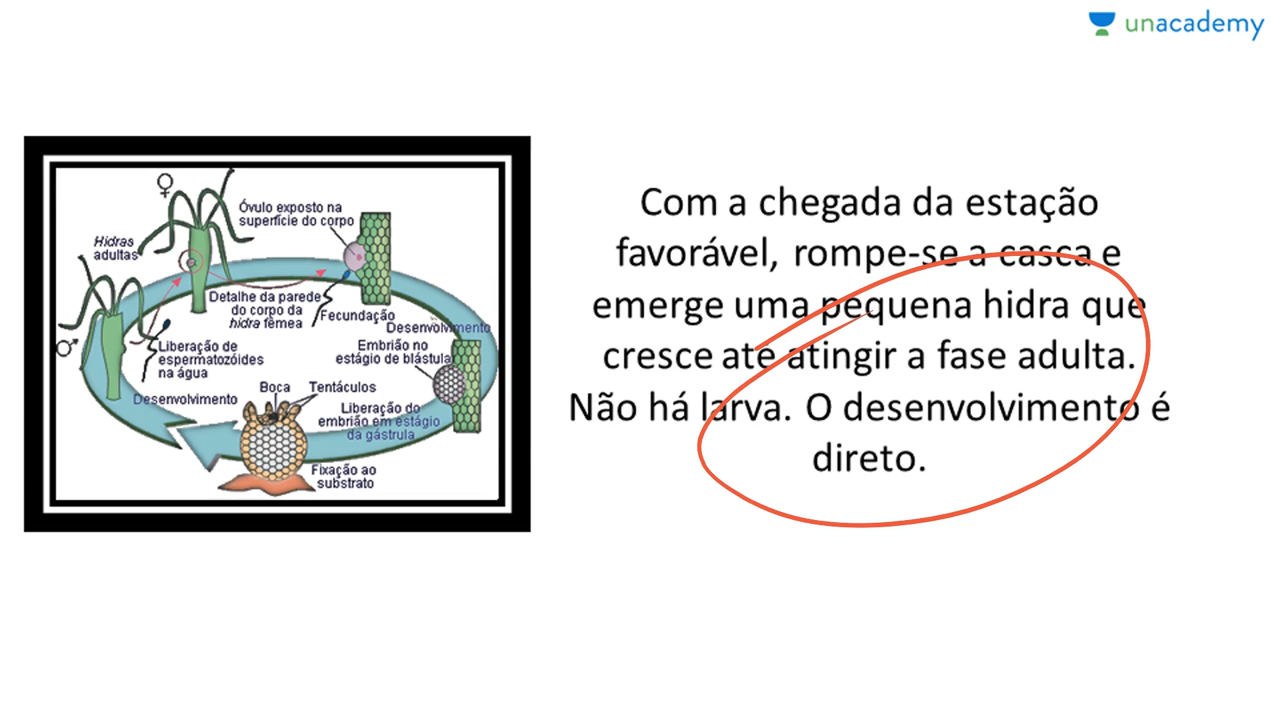 unacademy
♀
Óvulo exposto na
superfície do corpo
Hidras
adultas
Detalhe da parede
do corpo da
hidra fêmea
Fecundação
Desenvolvimento
♂
Liberação de
espermatozóides
na água
Embrião no
estágio de blástula
Boca
Tentáculos
Desenvolvimento
Liberação do
embrião em estágio
da gástrula
Fixação ao
substrato
Com a chegada da estação
favorável, rompe-se a casca e
emerge uma pequena hidra que
cresce até atingir a fase adulta.
Não há larva. O desenvolvimento é
direto.